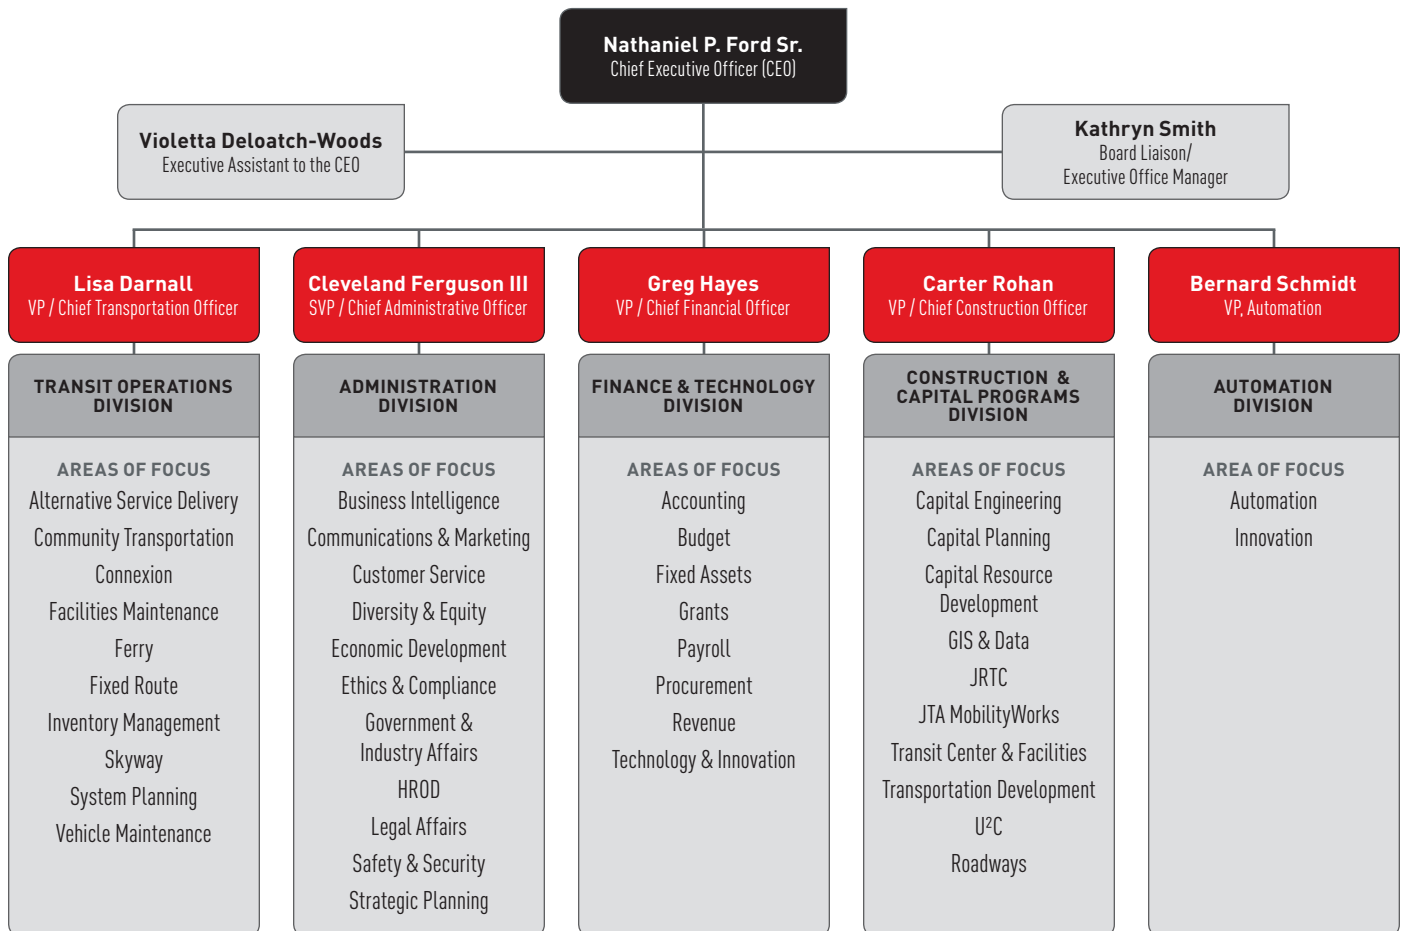 Nathaniel P. Ford Sr.
Chief Executive Officer (CEO)
Violetta Deloatch-Woods
Executive Assistant to the CEO
Kathryn Smith
Board Liaison/
Executive Office Manager
Lisa Darnall
VP / Chief Transportation Officer
Cleveland Ferguson III
SVP / Chief Administrative Officer
Greg Hayes
VP / Chief Financial Officer
Carter Rohan
VP / Chief Construction Officer
Bernard Schmidt
VP, Automation
TRANSIT OPERATIONS
DIVISION
AREAS OF FOCUS
Alternative Service Delivery
Community Transportation
Connexion
Facilities Maintenance
Ferry
Fixed Route
Inventory Management
Skyway
System Planning
Vehicle Maintenance
ADMINISTRATION
DIVISION
AREAS OF FOCUS
Business Intelligence
Communications & Marketing
Customer Service
Diversity & Equity
Economic Development
Ethics & Compliance
Government &
Industry Affairs
HROD
Legal Affairs
Safety & Security
Strategic Planning
FINANCE & TECHNOLOGY
DIVISION
AREAS OF FOCUS
Accounting
Budget
Fixed Assets
Grants
Payroll
Procurement
Revenue
Technology & Innovation
CONSTRUCTION &
CAPITAL PROGRAMS
DIVISION
AREAS OF FOCUS
Capital Engineering
Capital Planning
Capital Resource
Development
GIS & Data
JRTC
JTA MobilityWorks
Transit Center & Facilities
Transportation Development
U²C
Roadways
AUTOMATION
DIVISION
AREA OF FOCUS
Automation
Innovation